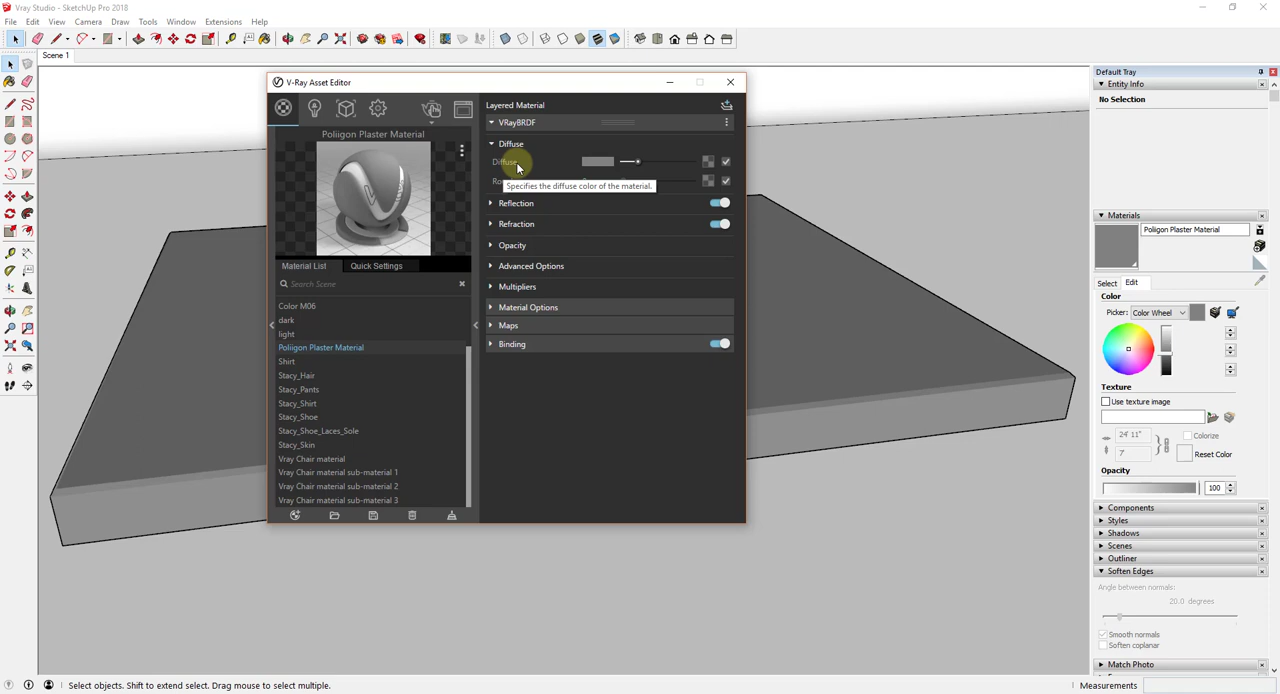 Vray Studio - SketchUp Pro 2018
File Edit View Camera Draw Tools Window Extensions Help
Scene 1
V-Ray Asset Editor
Poliigon Plaster Material
Material List
Quick Settings
Search Scene
Color M06
dark
light
Poliigon Plaster Material
Shirt
Stacy_Hair
Stacy_Pants
Stacy_Shirt
Stacy_Shoe
Stacy_Shoe_Laces_Sole
Stacy_Skin
Vray Chair material
Vray Chair material sub-material 1
Vray Chair material sub-material 2
Vray Chair material sub-material 3
Layered Material
VRayBRDF
Diffuse
Diffuse
Specifies the diffuse color of the material.
Reflection
Refraction
Opacity
Advanced Options
Multipliers
Material Options
Maps
Binding
Default Tray
Entity Info
No Selection
Materials
Poliigon Plaster Material
Select Edit
Color
Picker: Color Wheel
Texture
Use texture image
24' 11"
Colorize
7'
Reset Color
Opacity
100
Components
Styles
Shadows
Scenes
Outliner
Soften Edges
Angle between normals:
20.0 degrees
Smooth normals
Soften coplanar
Match Photo
Select objects. Shift to extend select. Drag mouse to select multiple.
Measurements